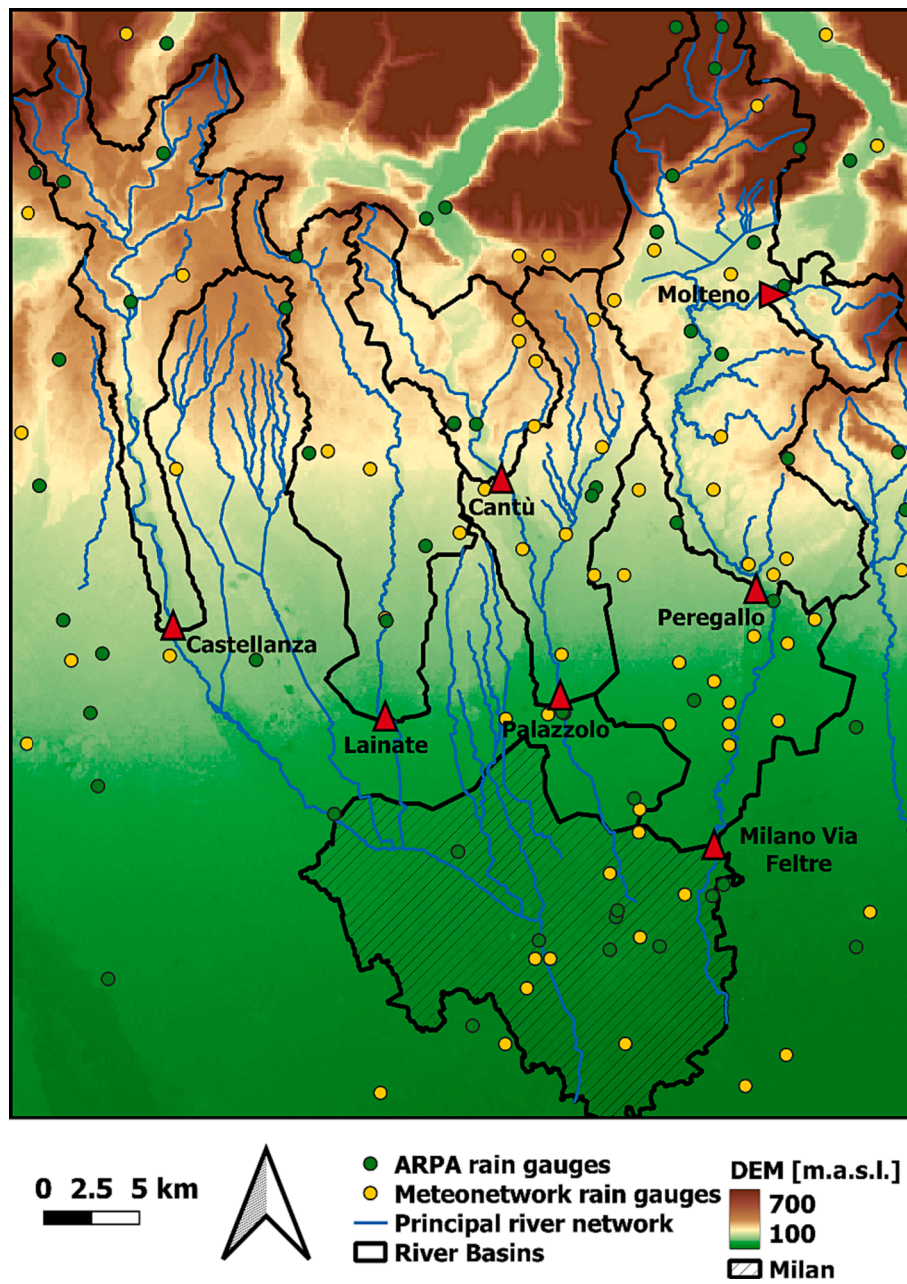 Molteno
Cantù
Peregallo
Castellanza
Palazzolo
Lainate
Milano Via
Feltre
0 2.5 5 km
ARPA rain gauges
Meteonetwork rain gauges
Principal river network
River Basins
DEM [m.a.s.l.]
700
100
Milan